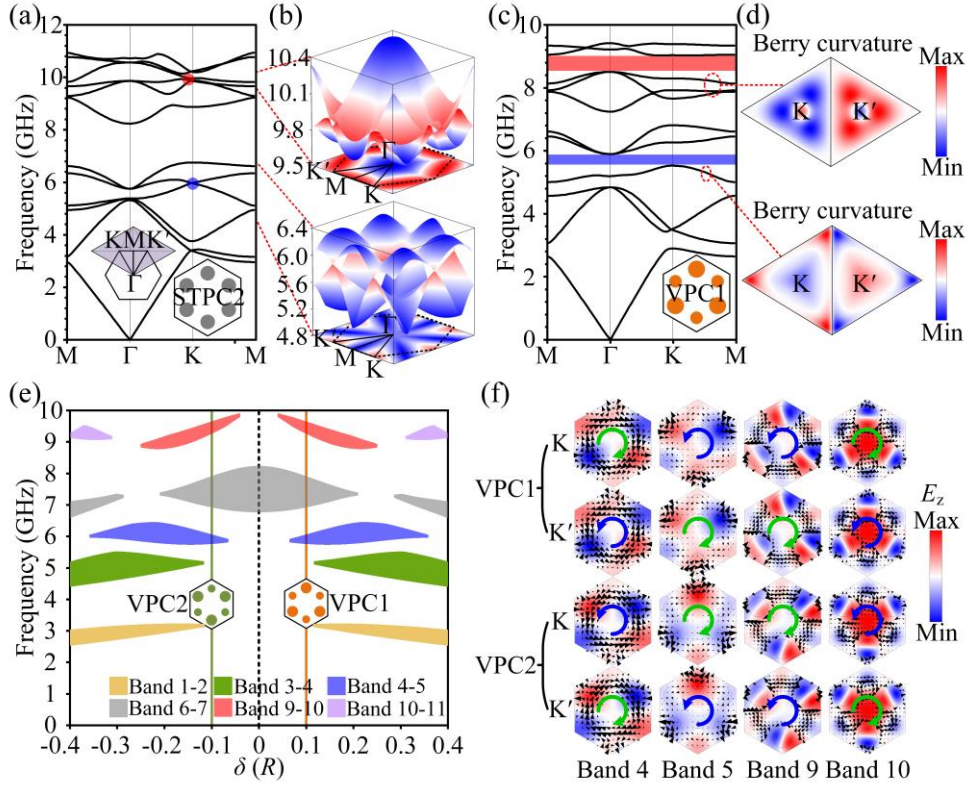 (a)
12
10
8
6
4
2
0
Frequency (GHz)
K M K′
Γ
STPC2
M Γ K M
(b)
10.4
10.1
9.8
9.5
Γ
K′
M
K
6.4
6.0
5.6
5.2
4.8
Γ
K′
M
K
(c)
10
8
6
4
2
0
Frequency (GHz)
VPC1
M Γ K M
(d)
Berry curvature
K K′
Max
Min
Berry curvature
K K′
Max
Min
(e)
10
9
8
7
6
5
4
3
2
1
0
Frequency (GHz)
VPC2 VPC1
Band 1-2 Band 3-4 Band 4-5
Band 6-7 Band 9-10 Band 10-11
-0.4 -0.3 -0.2 -0.1 0 0.1 0.2 0.3 0.4
δ (R)
(f)
VPC1
K
K′
VPC2
K
K′
Band 4 Band 5 Band 9 Band 10
E_z
Max
Min